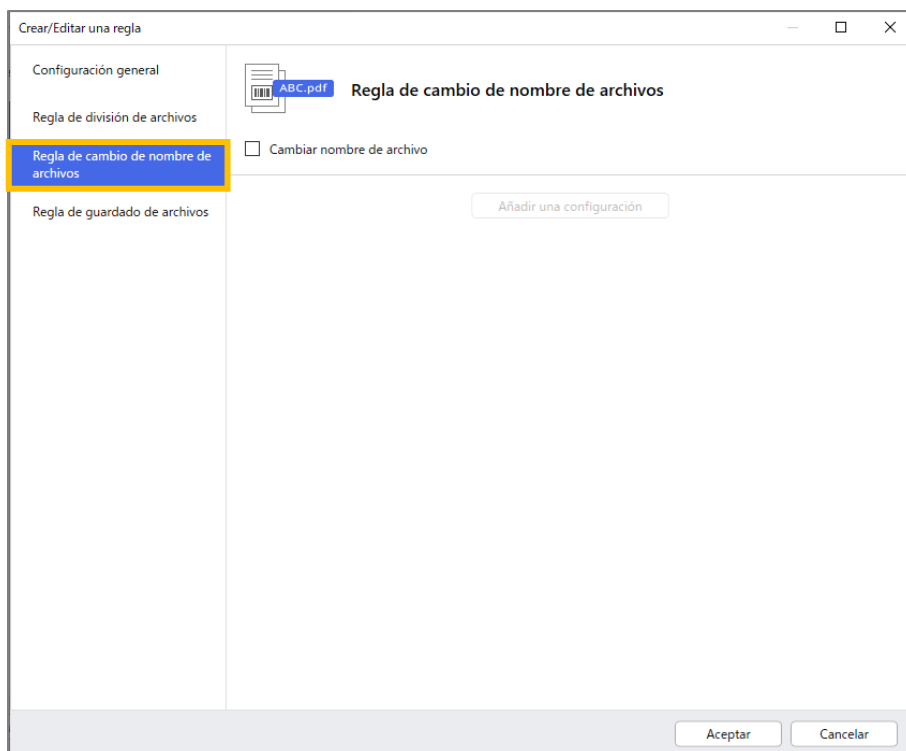 Crear/Editar una regla
Configuración general
Regla de división de archivos
Regla de cambio de nombre de
archivos
Regla de guardado de archivos
ABC.pdf
Regla de cambio de nombre de archivos
Cambiar nombre de archivo
Añadir una configuración
Aceptar
Cancelar